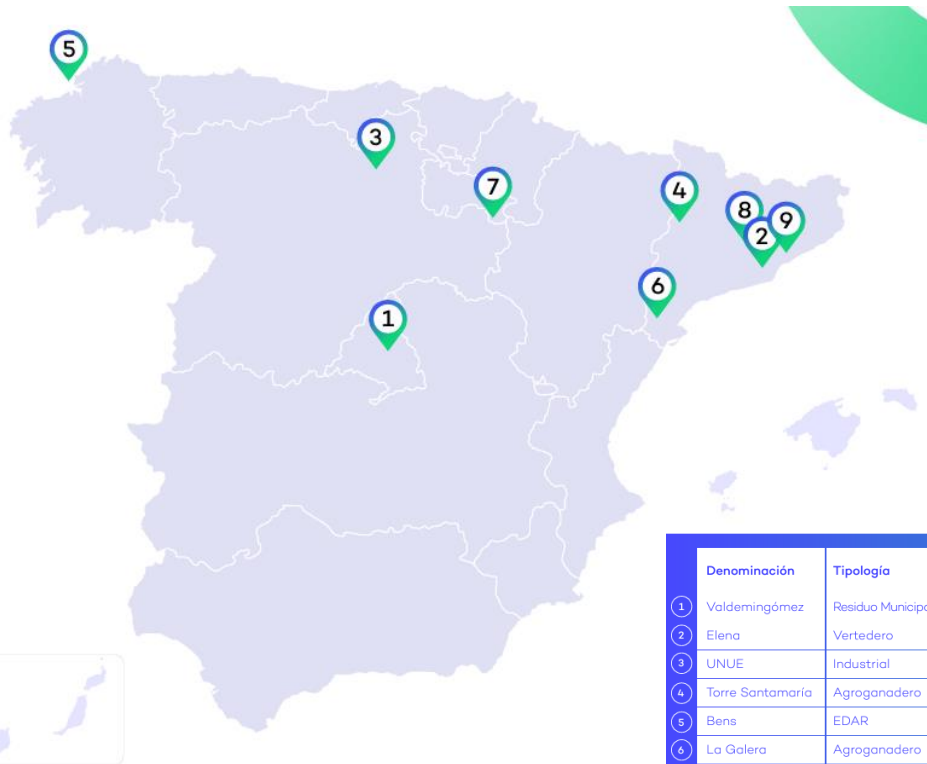 5
3
7
4
8
9
2
6
1
Denominación Tipología
1 Valdemingómez Residuo
2 Elena Vertedero
3 UNUE Industrial
4 Torre Santamaría Agroganadero
5 Bens EDAR
6 La Galera Agroganadero